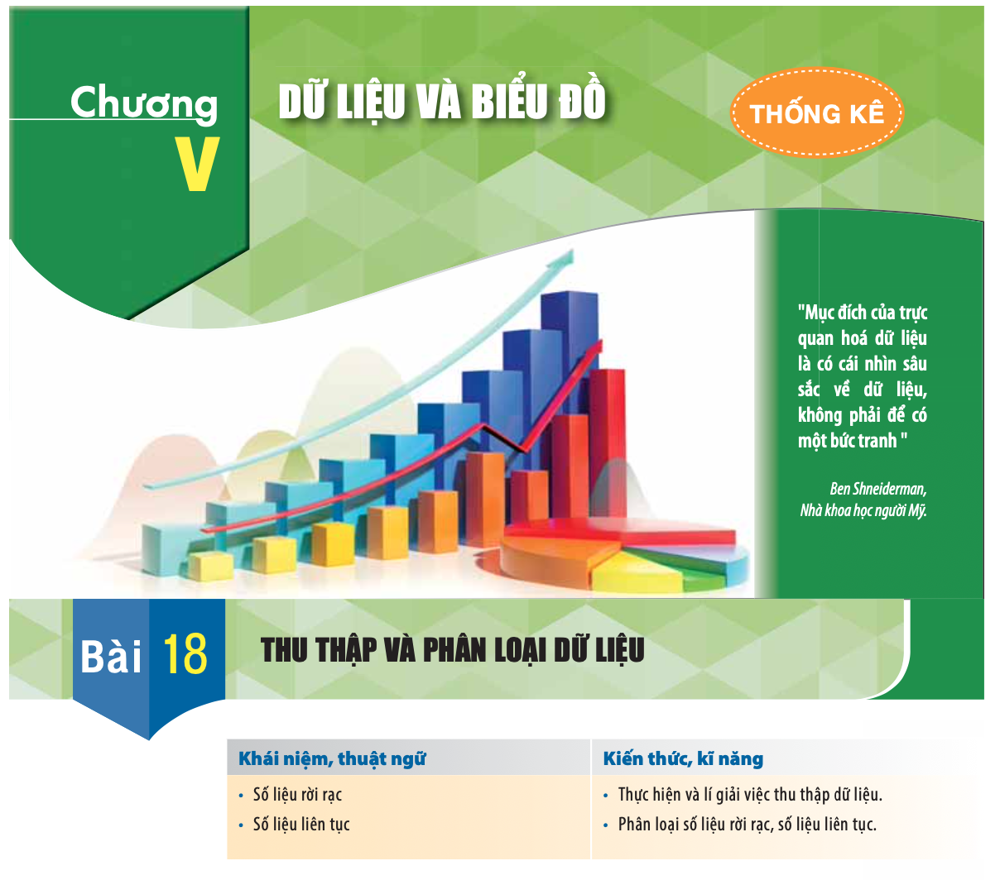 Chương
V
DỮ LIỆU VÀ BIỂU ĐỒ
THỐNG KÊ
"Mục đích của trực
quan hoá dữ liệu
là có cái nhìn sâu
sắc về dữ liệu,
không phải để có
một bức tranh "
Ben Shneiderman,
Nhà khoa học người Mỹ.
Bài 18
THU THẬP VÀ PHÂN LOẠI DỮ LIỆU
Khái niệm, thuật ngữ
• Số liệu rời rạc
• Số liệu liên tục
Kiến thức, kĩ năng
• Thực hiện và lí giải việc thu thập dữ liệu.
• Phân loại số liệu rời rạc, số liệu liên tục.